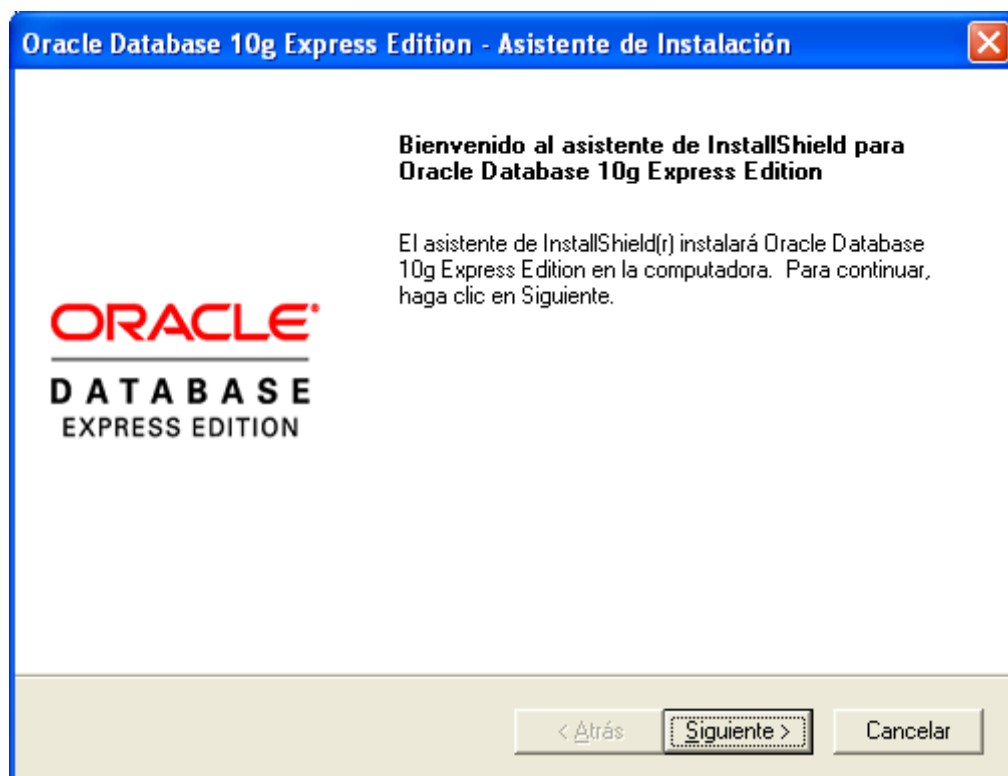 Oracle Database 10g Express Edition - Asistente de Instalación
Bienvenido al asistente de InstallShield para
Oracle Database 10g Express Edition
El asistente de InstallShield(r) instalará Oracle Database
10g Express Edition en la computadora. Para continuar,
haga clic en Siguiente.
ORACLE®
DATABASE
EXPRESS EDITION
< Atrás
Siguiente >
Cancelar